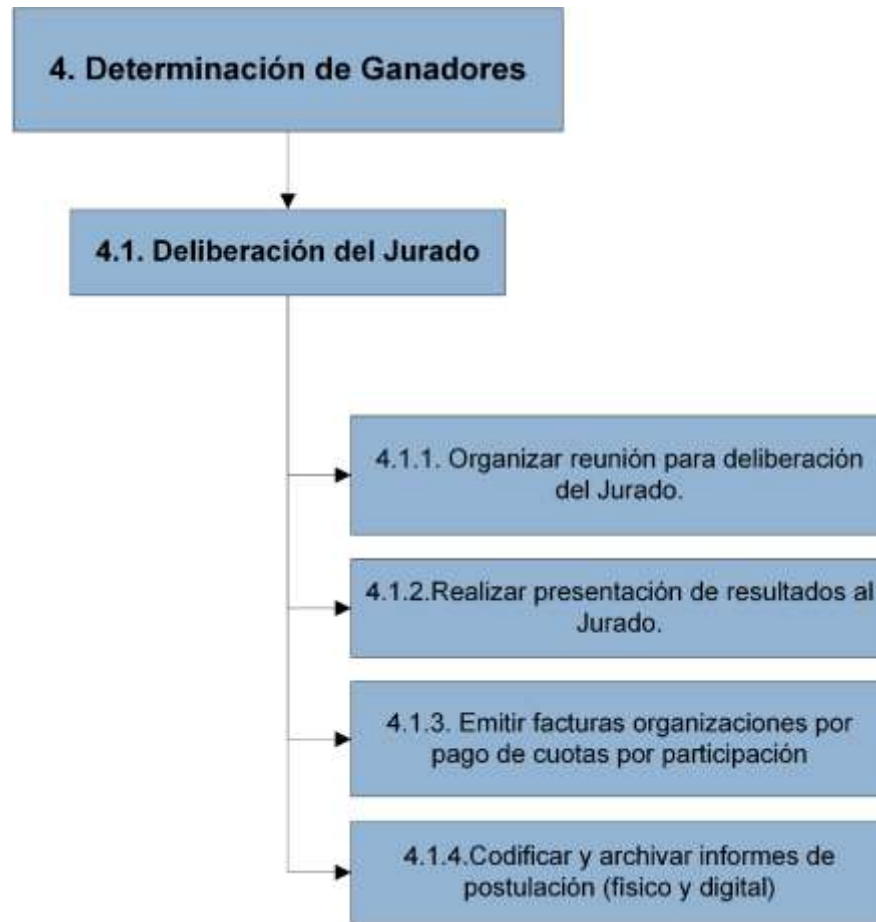 4. Determinación de Ganadores
4.1. Deliberación del Jurado
4.1.1. Organizar reunión para deliberación
del Jurado.
4.1.2.Realizar presentación de resultados al
Jurado.
4.1.3. Emitir facturas organizaciones por
pago de cuotas por participación
4.1.4.Codificar y archivar informes de
postulación (fisico y digital)